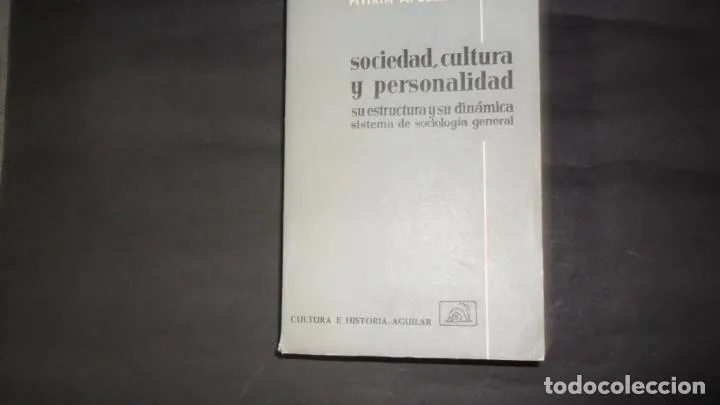 sociedad, cultura
y personalidad
su estructura y su dinámica
sistema de sociología general
CULTURA E HISTORIA. AGUILAR
todocoleccion